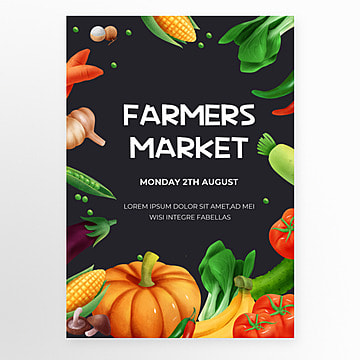 FARMERS
MARKET
MONDAY 2TH AUGUST
LOREM IPSUM DOLOR SIT AMET,AD MEI
WISI INTEGRE FABELLAS